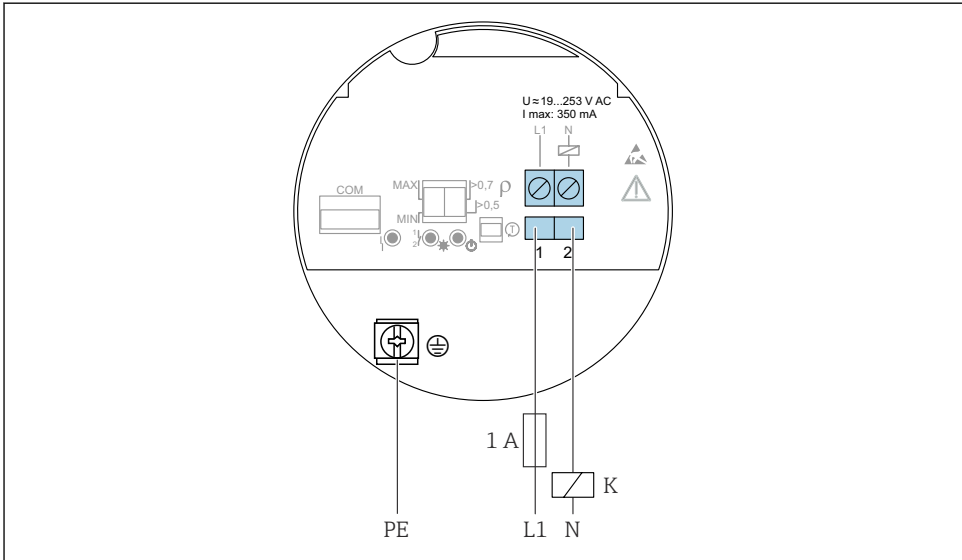 U ≂ 19...253 V AC
I max: 350 mA
L1 N
COM
MAX >0,7 ρ
>0,5
MIN
1
2
T
1 2
1 A
K
PE L1 N